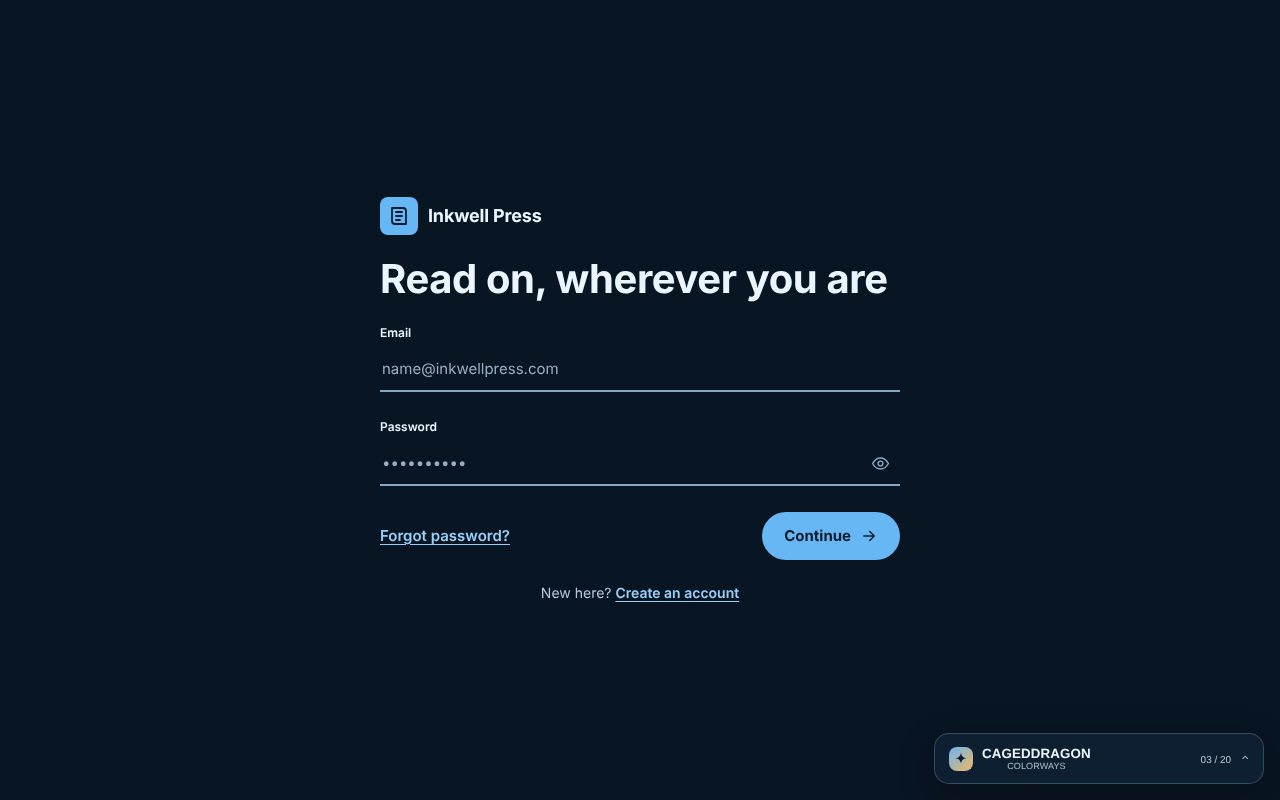 Inkwell Press
Read on, wherever you are
Email
name@inkwellpress.com
Password
••••••••••
Forgot password?
Continue
New here? Create an account
CAGEDDRAGON
COLORWAYS
03 / 20